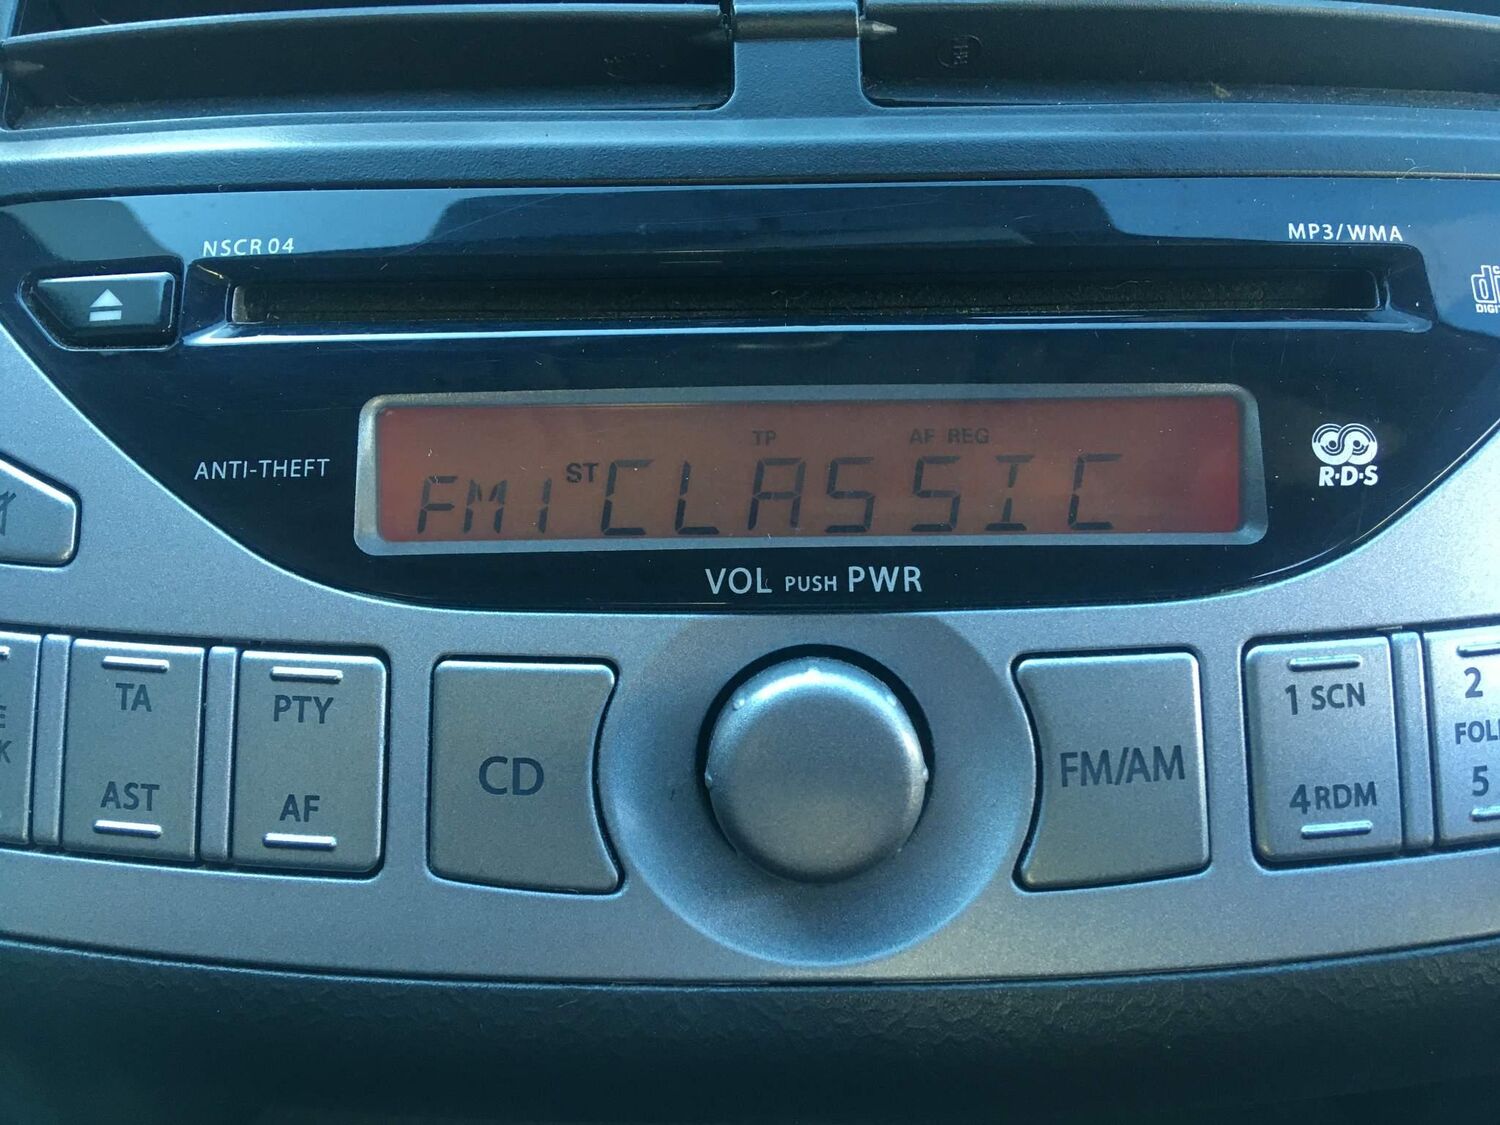 NSCR04
MP3/WMA
TP AF REG
FM1 ST CLASSIC
ANTI-THEFT
R·D·S
VOL PUSH PWR
TA
AST
PTY
AF
CD
FM/AM
1 SCN
4 RDM
2
5